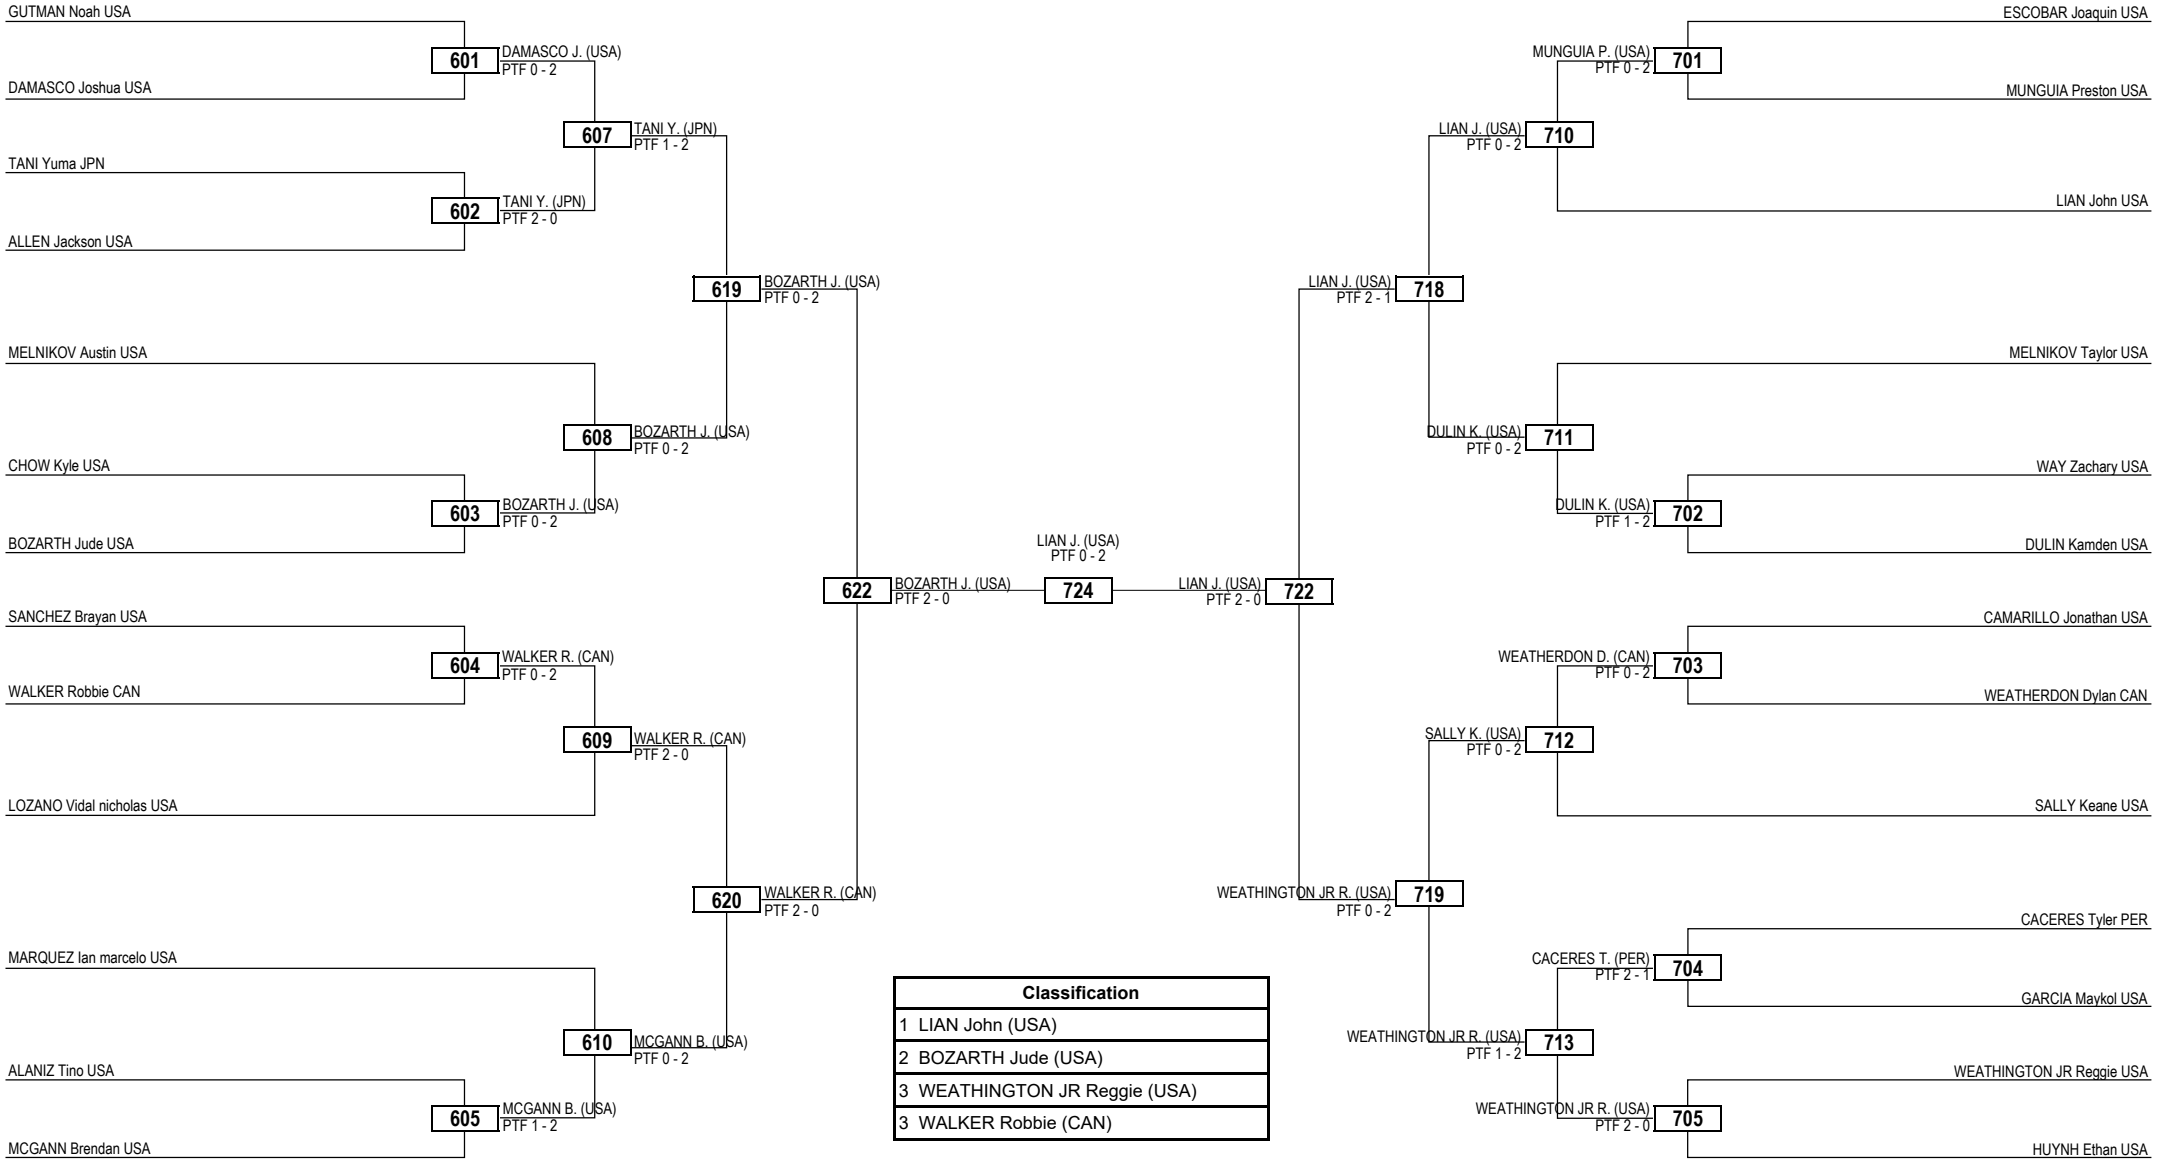 GUTMAN Noah USA
ESCOBAR Joaquin USA
601
DAMASCO J. (USA)
PTF 0 - 2
MUNGUIA P. (USA)
PTF 0 - 2
701
DAMASCO Joshua USA
MUNGUIA Preston USA
607
TANI Y. (JPN)
PTF 1 - 2
LIAN J. (USA)
PTF 0 - 2
710
TANI Yuma JPN
602
TANI Y. (JPN)
PTF 2 - 0
LIAN John USA
ALLEN Jackson USA
619
BOZARTH J. (USA)
PTF 0 - 2
LIAN J. (USA)
PTF 2 - 1
718
MELNIKOV Austin USA
MELNIKOV Taylor USA
608
BOZARTH J. (USA)
PTF 0 - 2
DULIN K. (USA)
PTF 0 - 2
711
CHOW Kyle USA
WAY Zachary USA
603
BOZARTH J. (USA)
PTF 0 - 2
DULIN K. (USA)
PTF 1 - 2
702
BOZARTH Jude USA
DULIN Kamden USA
LIAN J. (USA)
PTF 0 - 2
622
BOZARTH J. (USA)
PTF 2 - 0
724
LIAN J. (USA)
PTF 2 - 0
722
SANCHEZ Brayan USA
CAMARILLO Jonathan USA
604
WALKER R. (CAN)
PTF 0 - 2
WEATHERDON D. (CAN)
PTF 0 - 2
703
WALKER Robbie CAN
WEATHERDON Dylan CAN
609
WALKER R. (CAN)
PTF 2 - 0
SALLY K. (USA)
PTF 0 - 2
712
LOZANO Vidal nicholas USA
SALLY Keane USA
620
WALKER R. (CAN)
PTF 2 - 0
WEATHINGTON JR R. (USA)
PTF 0 - 2
719
CACERES Tyler PER
MARQUEZ Ian marcelo USA
CACERES T. (PER)
PTF 2 - 1
704
GARCIA Maykol USA
Classification
1 LIAN John (USA)
2 BOZARTH Jude (USA)
3 WEATHINGTON JR Reggie (USA)
3 WALKER Robbie (CAN)
610
MCGANN B. (USA)
PTF 0 - 2
WEATHINGTON JR R. (USA)
PTF 1 - 2
713
ALANIZ Tino USA
WEATHINGTON JR Reggie USA
605
MCGANN B. (USA)
PTF 1 - 2
WEATHINGTON JR R. (USA)
PTF 2 - 0
705
MCGANN Brendan USA
HUYNH Ethan USA